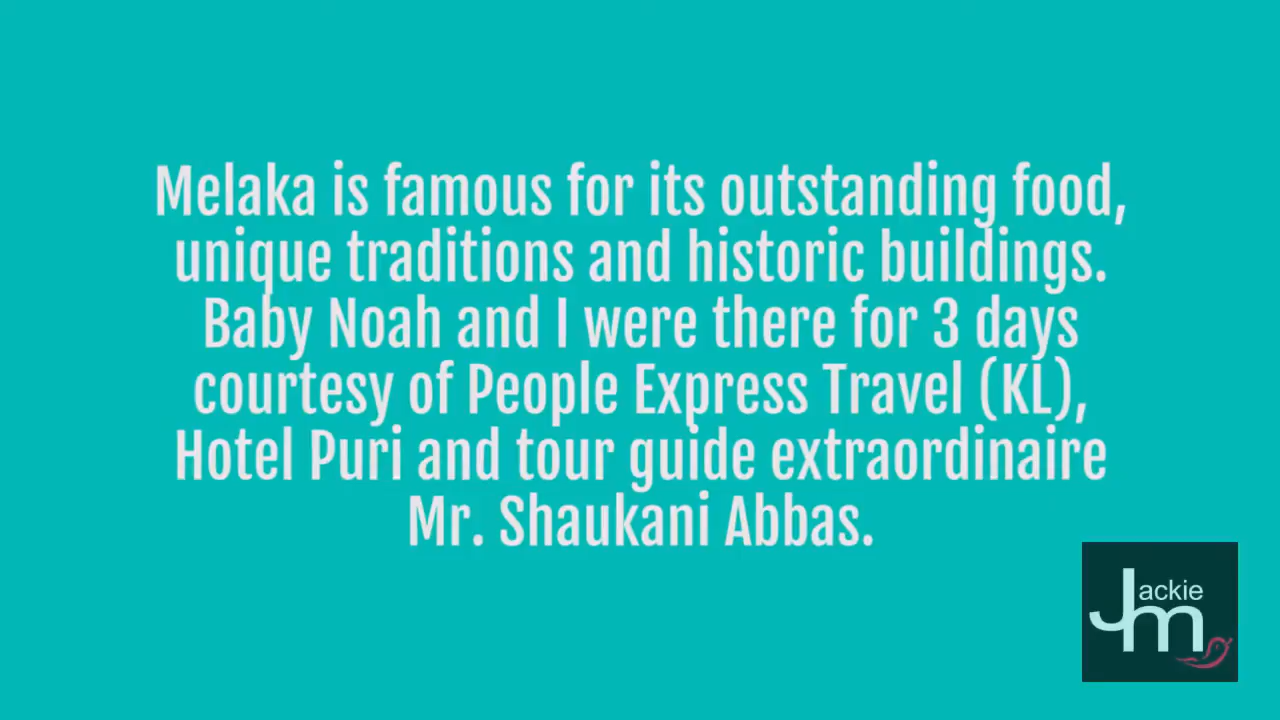 Melaka is famous for its outstanding food,
unique traditions and historic buildings.
Baby Noah and I were there for 3 days
courtesy of People Express Travel (KL),
Hotel Puri and tour guide extraordinaire
Mr. Shaukani Abbas.
Jackie
m